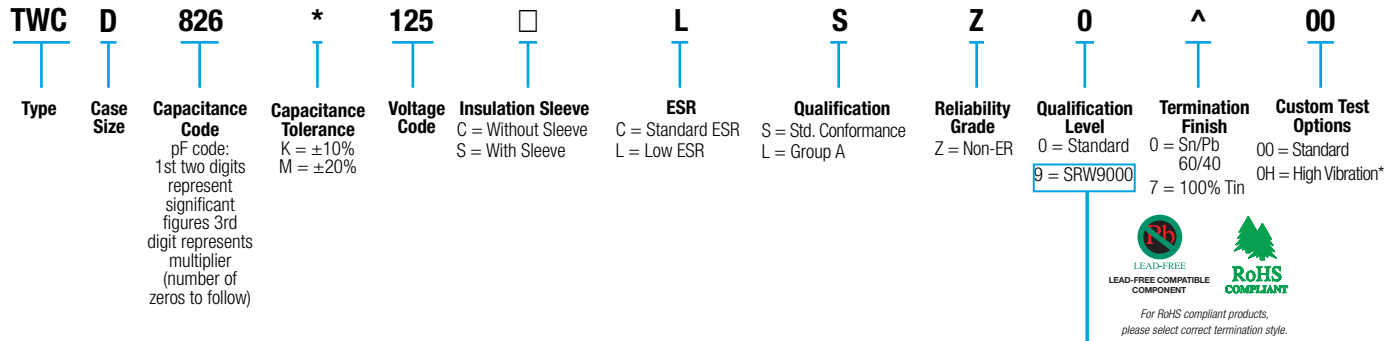 TWC D 826 * 125 □ L S Z 0 ^ 00
Type
Case
Size
Capacitance
Code
pF code:
1st two digits
represent
significant
figures 3rd
digit represents
multiplier
(number of
zeros to follow)
Capacitance
Tolerance
K = ±10%
M = ±20%
Voltage
Code
Insulation Sleeve
C = Without Sleeve
S = With Sleeve
ESR
C = Standard ESR
L = Low ESR
Qualification
S = Std. Conformance
L = Group A
Reliability
Grade
Z = Non-ER
Qualification
Level
0 = Standard
9 = SRW9000
Termination
Finish
0 = Sn/Pb
60/40
7 = 100% Tin
Custom Test
Options
00 = Standard
0H = High Vibration*
Pb
LEAD-FREE
LEAD-FREE COMPATIBLE
COMPONENT
RoHS
COMPLIANT
For RoHS compliant products,
please select correct termination style.